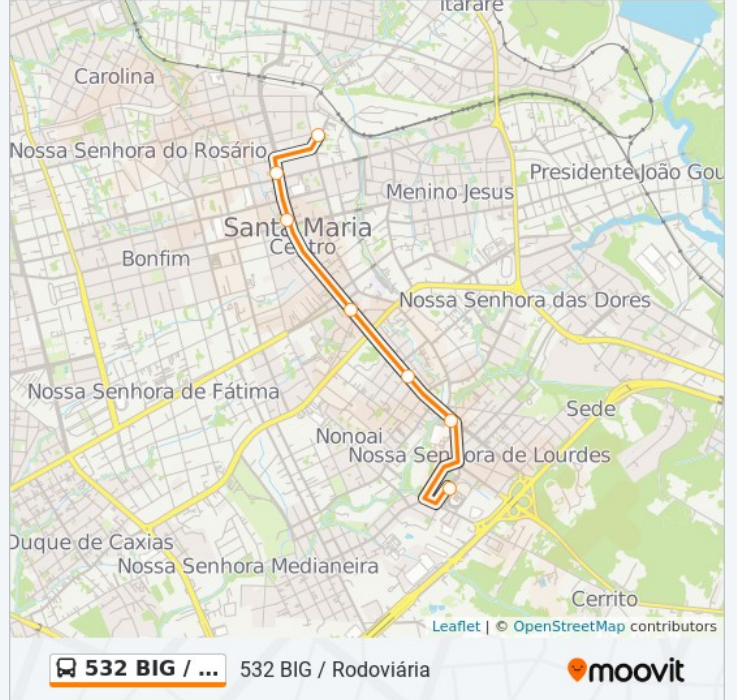 Itararé
Carolina
Nossa Senhora do Rosário
Presidente João Gou
Menino Jesus
Santa Maria
Centro
Bonfim
Nossa Senhora das Dores
Nossa Senhora de Fátima
Sede
Nonoai
Nossa Senhora de Lourdes
Duque de Caxias
Nossa Senhora Medianeira
Cerrito
Leaflet | © OpenStreetMap contributors
532 BIG / ... 532 BIG / Rodoviária moovit